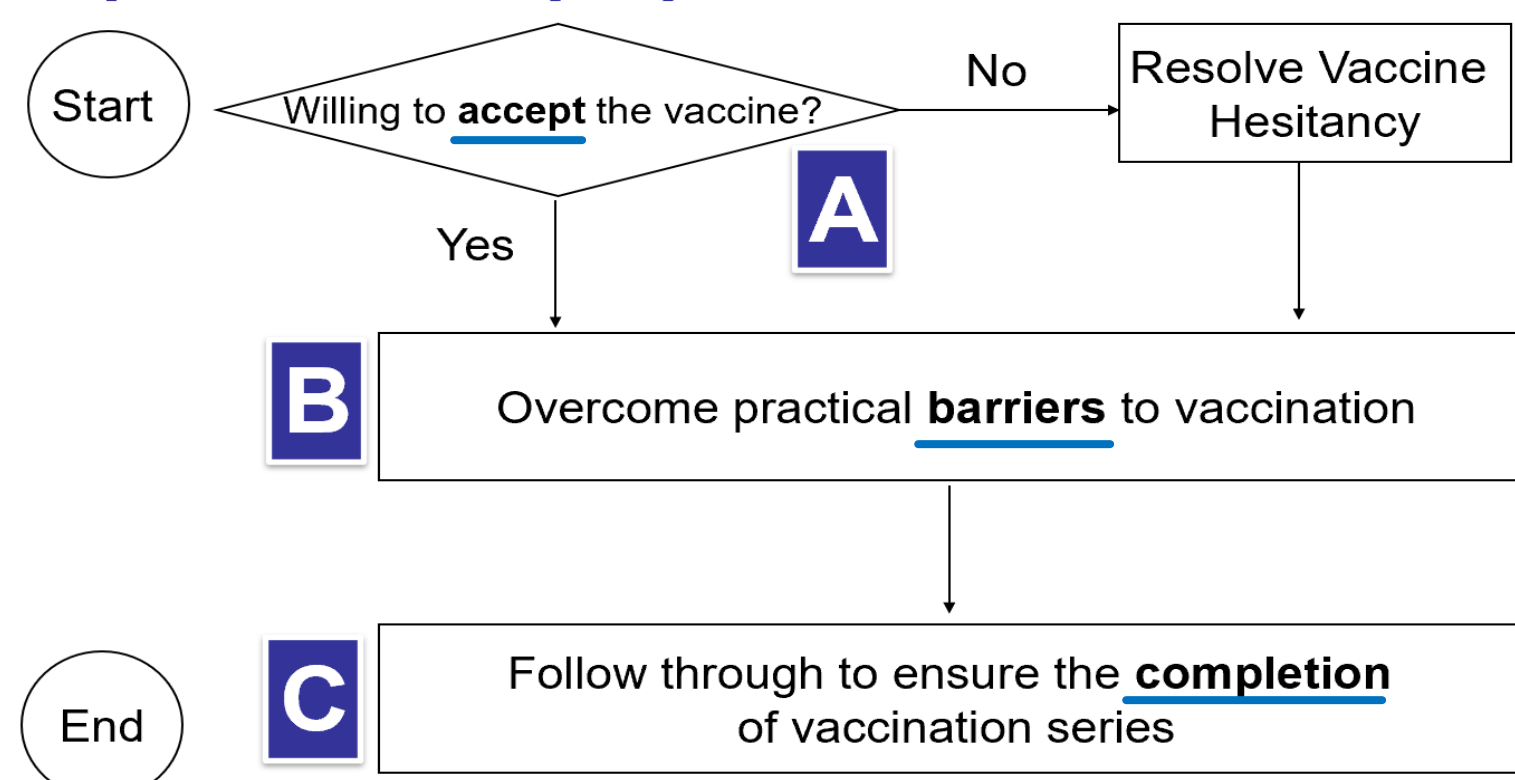 Start
Willing to accept the vaccine?
No
Resolve Vaccine
Hesitancy
A
Yes
B
Overcome practical barriers to vaccination
C
Follow through to ensure the completion
of vaccination series
End